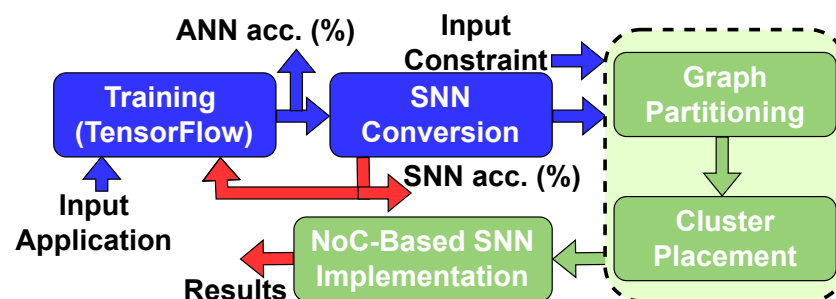 ANN acc. (%)
Input
Constraint
Training
(TensorFlow)
SNN
Conversion
Graph
Partitioning
Input
Application
SNN acc. (%)
Cluster
Placement
NoC-Based SNN
Implementation
Results